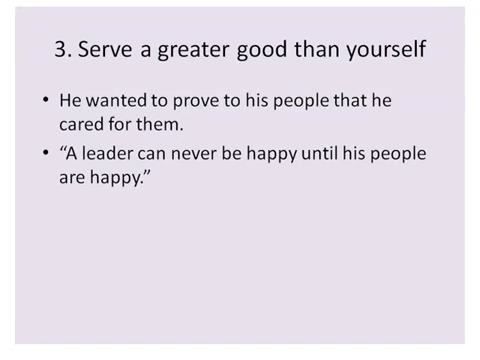 3. Serve a greater good than yourself
• He wanted to prove to his people that he
cared for them.
• “A leader can never be happy until his people
are happy.”